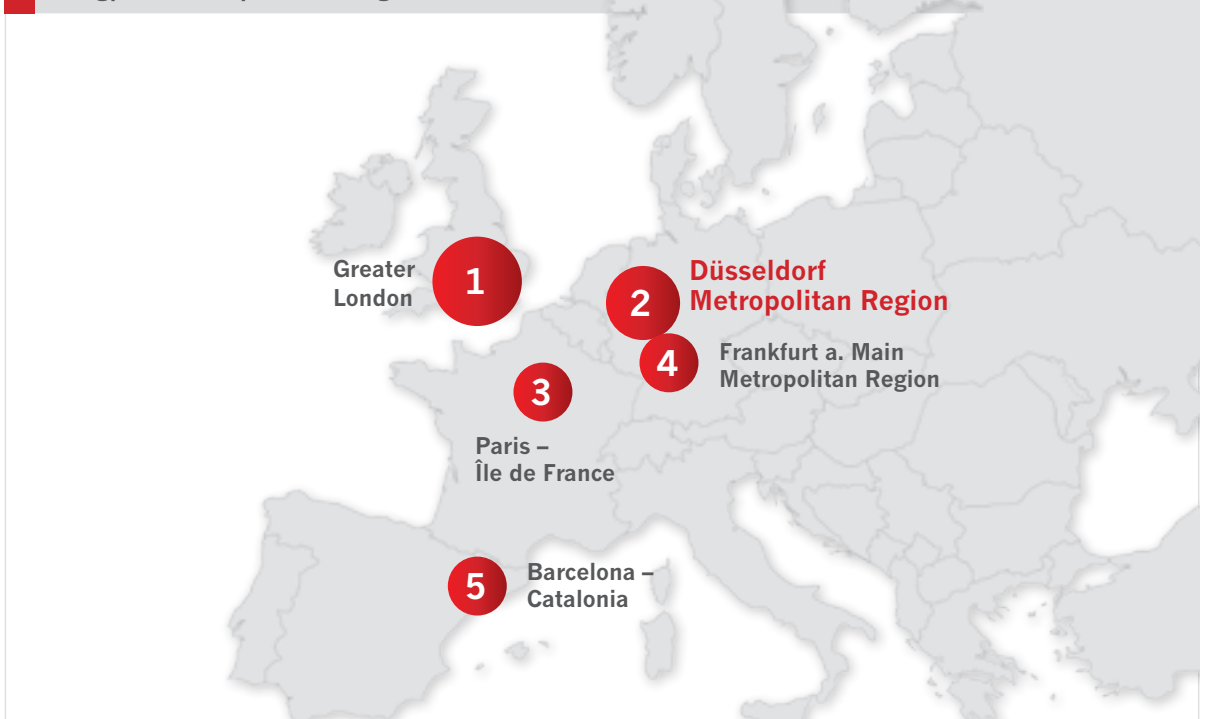 Greater
London
1
2
Düsseldorf
Metropolitan Region
4
Frankfurt a. Main
Metropolitan Region
3
Paris –
Île de France
5
Barcelona –
Catalonia